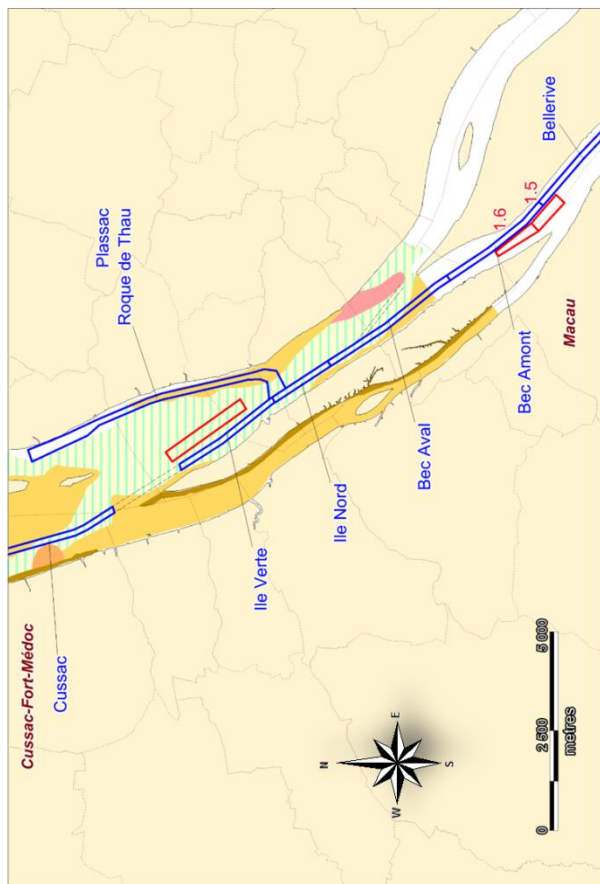 Cussac-Fort-Médoc
Cussac
Plassac
Roque de Thau
Ile Verte
Ile Nord
Bec Aval
Bec Amont
1.6
1.5
Bellerive
Macau
N
W
E
S
0
2 500
5 000
metres